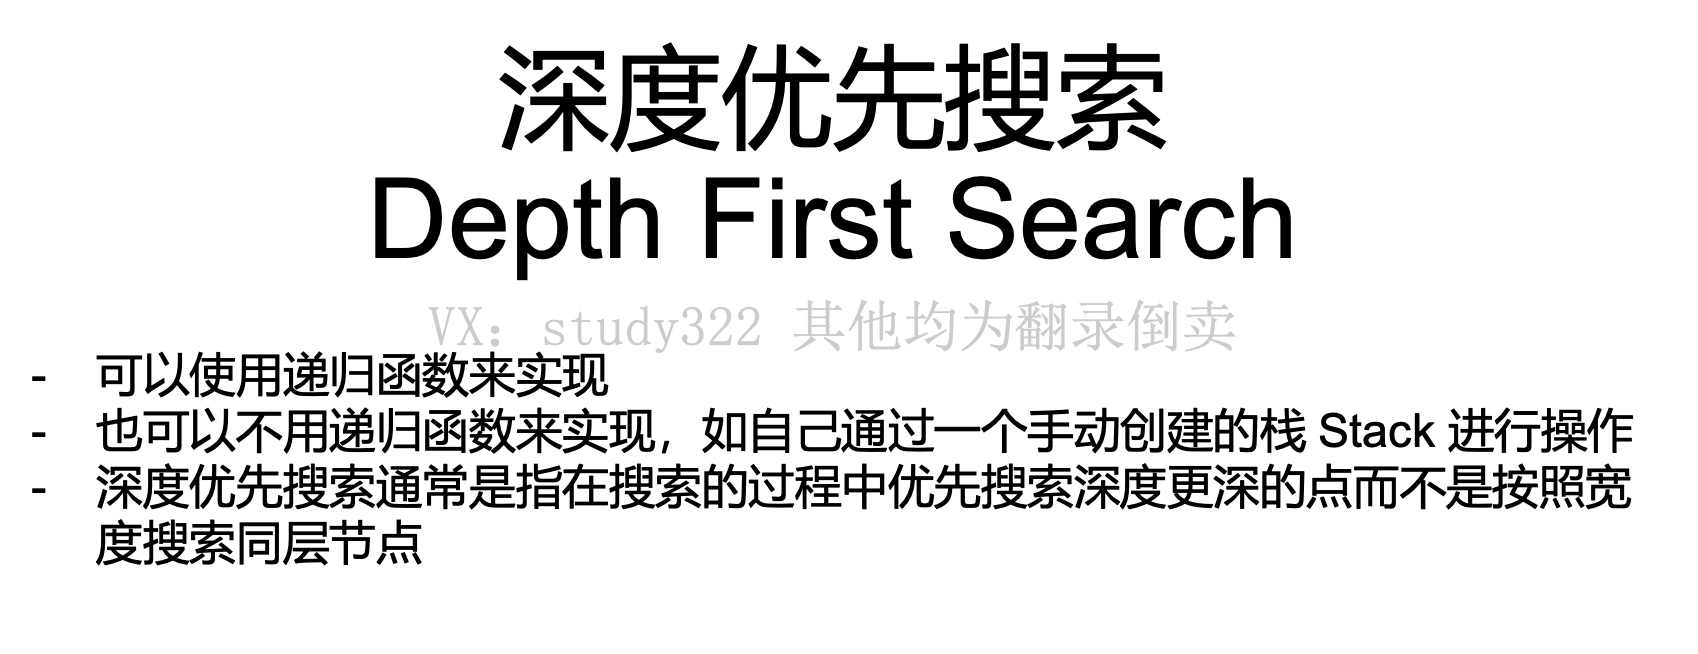 深度优先搜索
Depth First Search
VX：study322 其他均为翻录倒卖
- 可以使用递归函数来实现
- 也可以不用递归函数来实现，如自己通过一个手动创建的栈 Stack 进行操作
- 深度优先搜索通常是指在搜索的过程中优先搜索深度更深的点而不是按照宽
度搜索同层节点